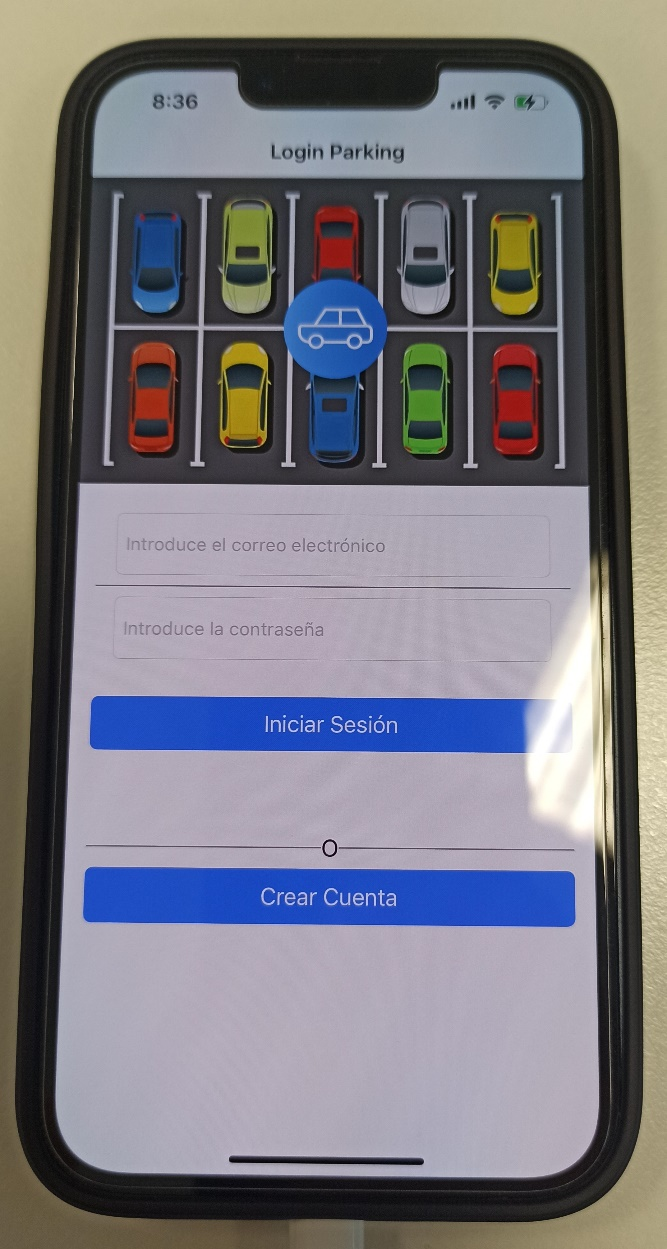 8:36
Login Parking
Introduce el correo electrónico
Introduce la contraseña
Iniciar Sesión
O
Crear Cuenta